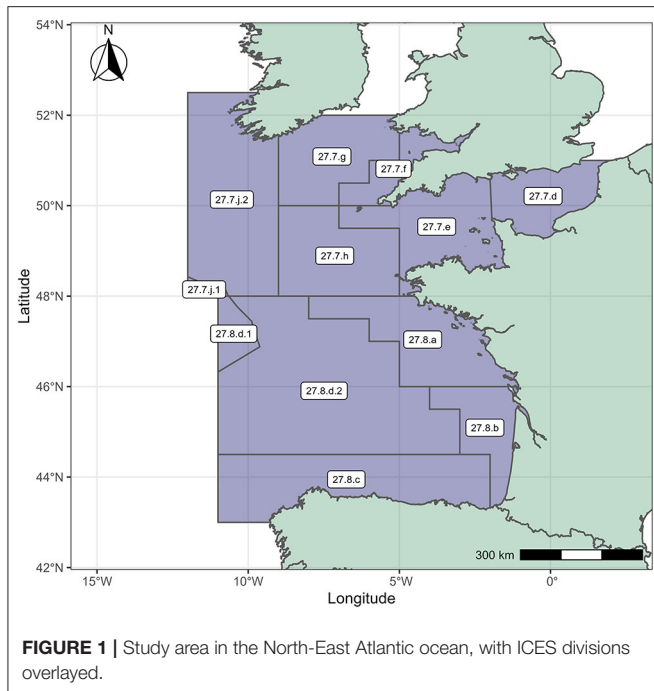 54°N
N
52°N
27.7.g
27.7.f
27.7.j.2
27.7.d
50°N
27.7.e
27.7.h
Latitude
48°N
27.7.j.1
27.8.d.1
27.8.a
46°N
27.8.d.2
27.8.b
44°N
27.8.c
300 km
42°N
15°W
10°W
5°W
0°
Longitude
FIGURE 1 | Study area in the North-East Atlantic ocean, with ICES divisions
overlayed.